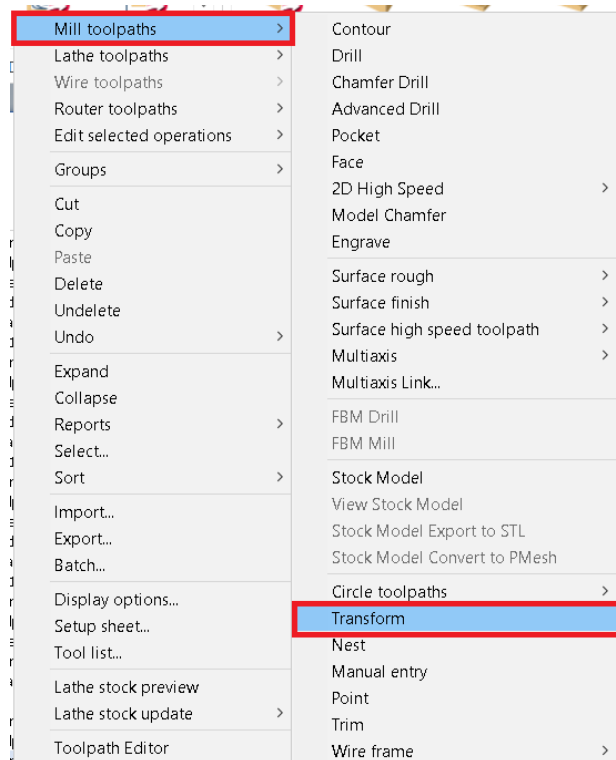 Mill toolpaths
Lathe toolpaths
Wire toolpaths
Router toolpaths
Edit selected operations
Groups
Cut
Copy
Paste
Delete
Undelete
Undo
Expand
Collapse
Reports
Select...
Sort
Import...
Export...
Batch...
Display options...
Setup sheet...
Tool list...
Lathe stock preview
Lathe stock update
Toolpath Editor
Contour
Drill
Chamfer Drill
Advanced Drill
Pocket
Face
2D High Speed
Model Chamfer
Engrave
Surface rough
Surface finish
Surface high speed toolpath
Multiaxis
Multiaxis Link...
FBM Drill
FBM Mill
Stock Model
View Stock Model
Stock Model Export to STL
Stock Model Convert to PMesh
Circle toolpaths
Transform
Nest
Manual entry
Point
Trim
Wire frame